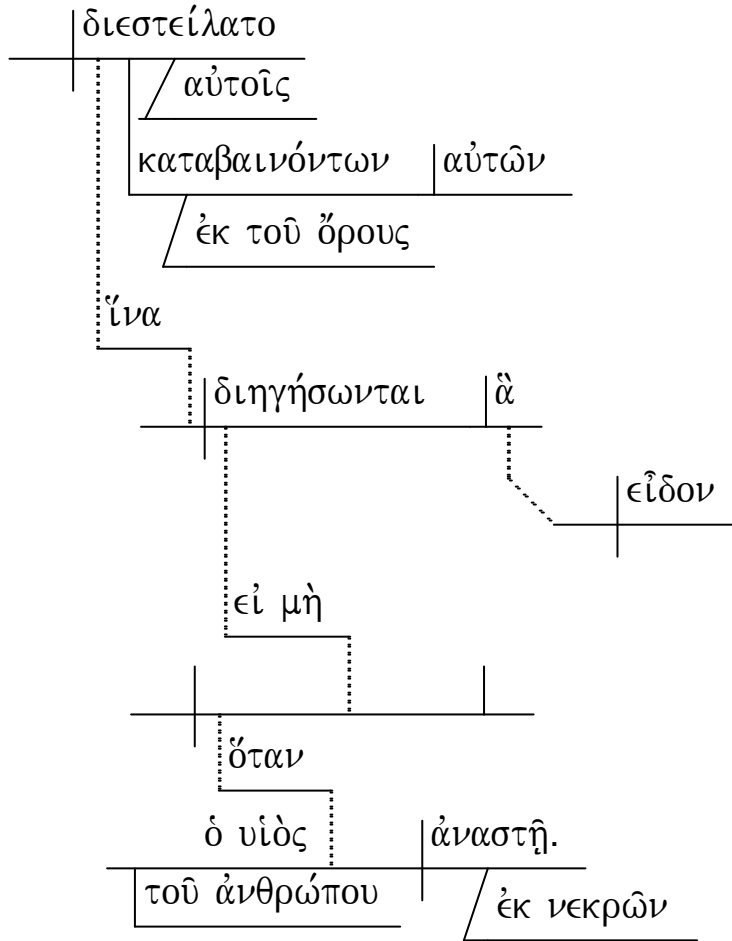 διεστείλατο
αὐτοῖς
καταβαινόντων αὐτῶν
ἐκ τοῦ ὄρους
ἵνα
διηγήσωνται ἃ
εἶδον
εἰ μὴ
ὅταν
ὁ υἱὸς ἀναστῇ.
τοῦ ἀνθρώπου
ἐκ νεκρῶν